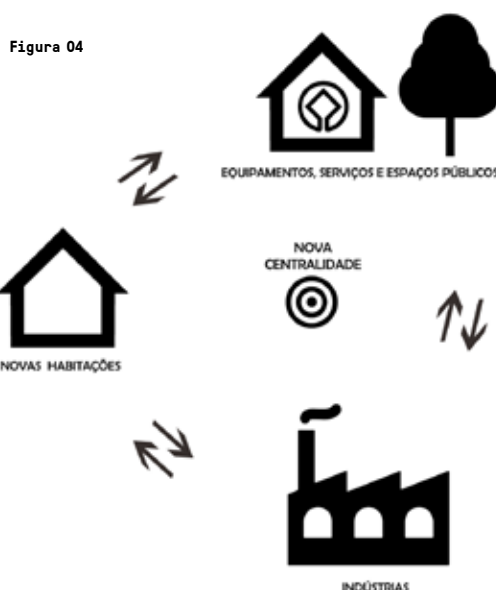 Figura 04
EQUIPAMENTOS, SERVIÇOS E ESPAÇOS PÚBLICOS
NOVA
CENTRALIDADE
NOVAS HABITAÇÕES
INDÚSTRIAS